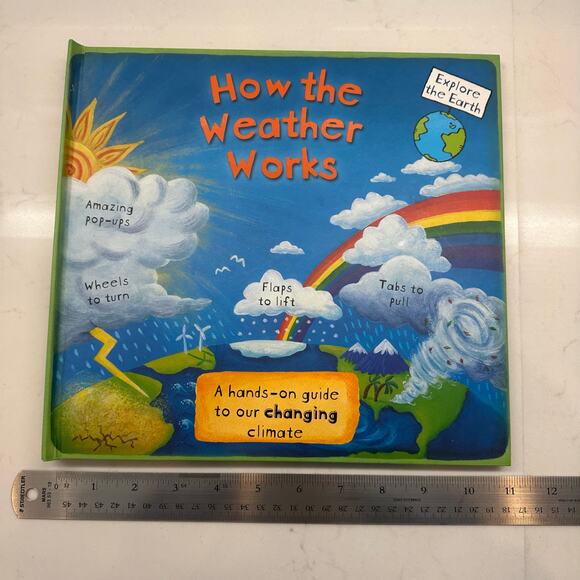 How the
Weather
Works
Explore
the Earth
Amazing
pop-ups
Wheels
to turn
Flaps
to lift
Tabs to
pull
A hands-on guide
to our changing
climate
STAEDTLER
MARS
1 2 3 4 5 6 7 8 9 10 11 12